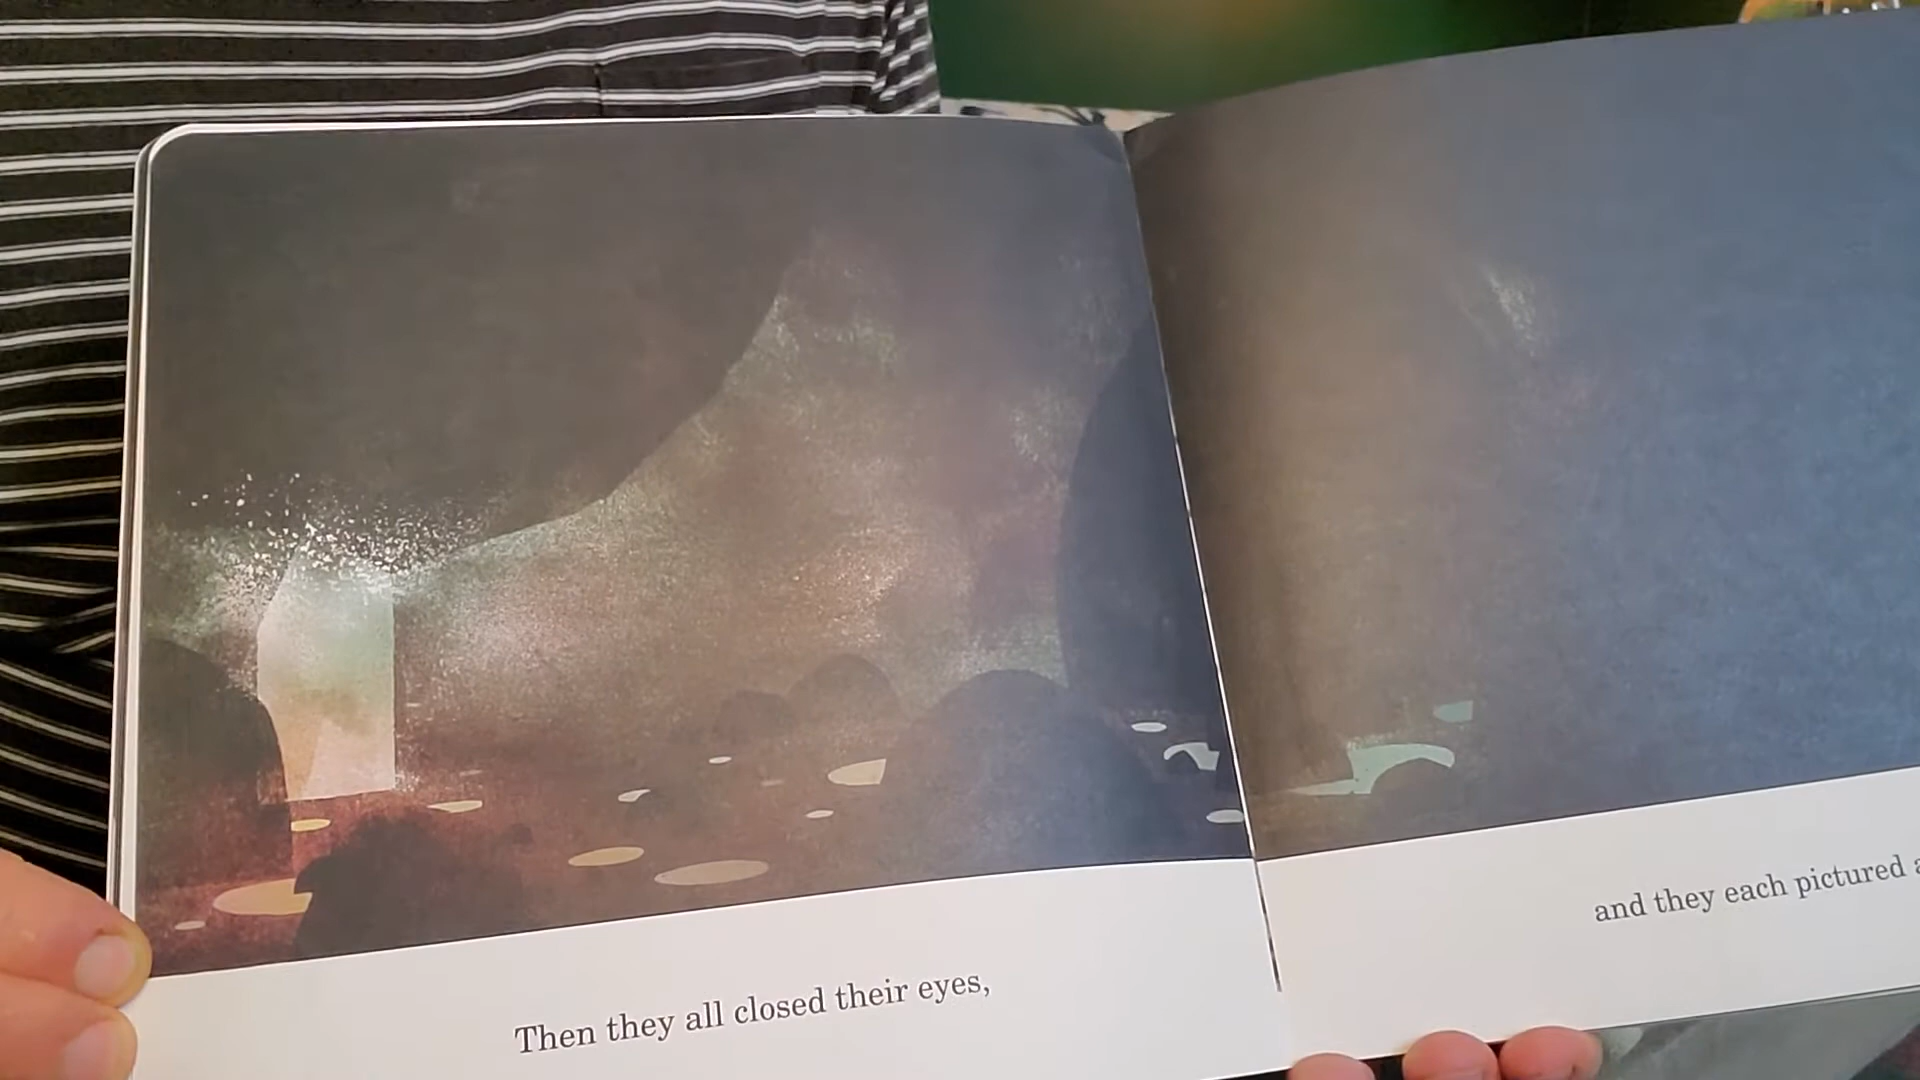 Then they all closed their eyes,
and they each pictured a